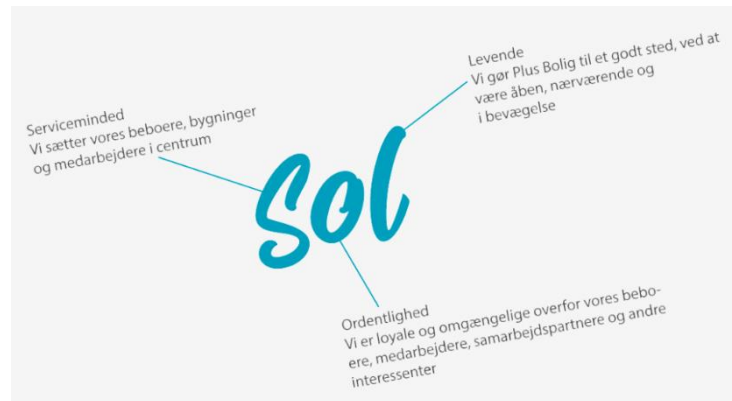 Serviceminded
Vi sætter vores beboere, bygninger
og medarbejdere i centrum
Levende
Vi gør Plus Bolig til et godt sted, ved at
være åben, nærværende og
i bevægelse
Sol
Ordentlighed
Vi er loyale og omgængelige overfor vores bebo-
ere, medarbejdere, samarbejdspartnere og andre
interessenter